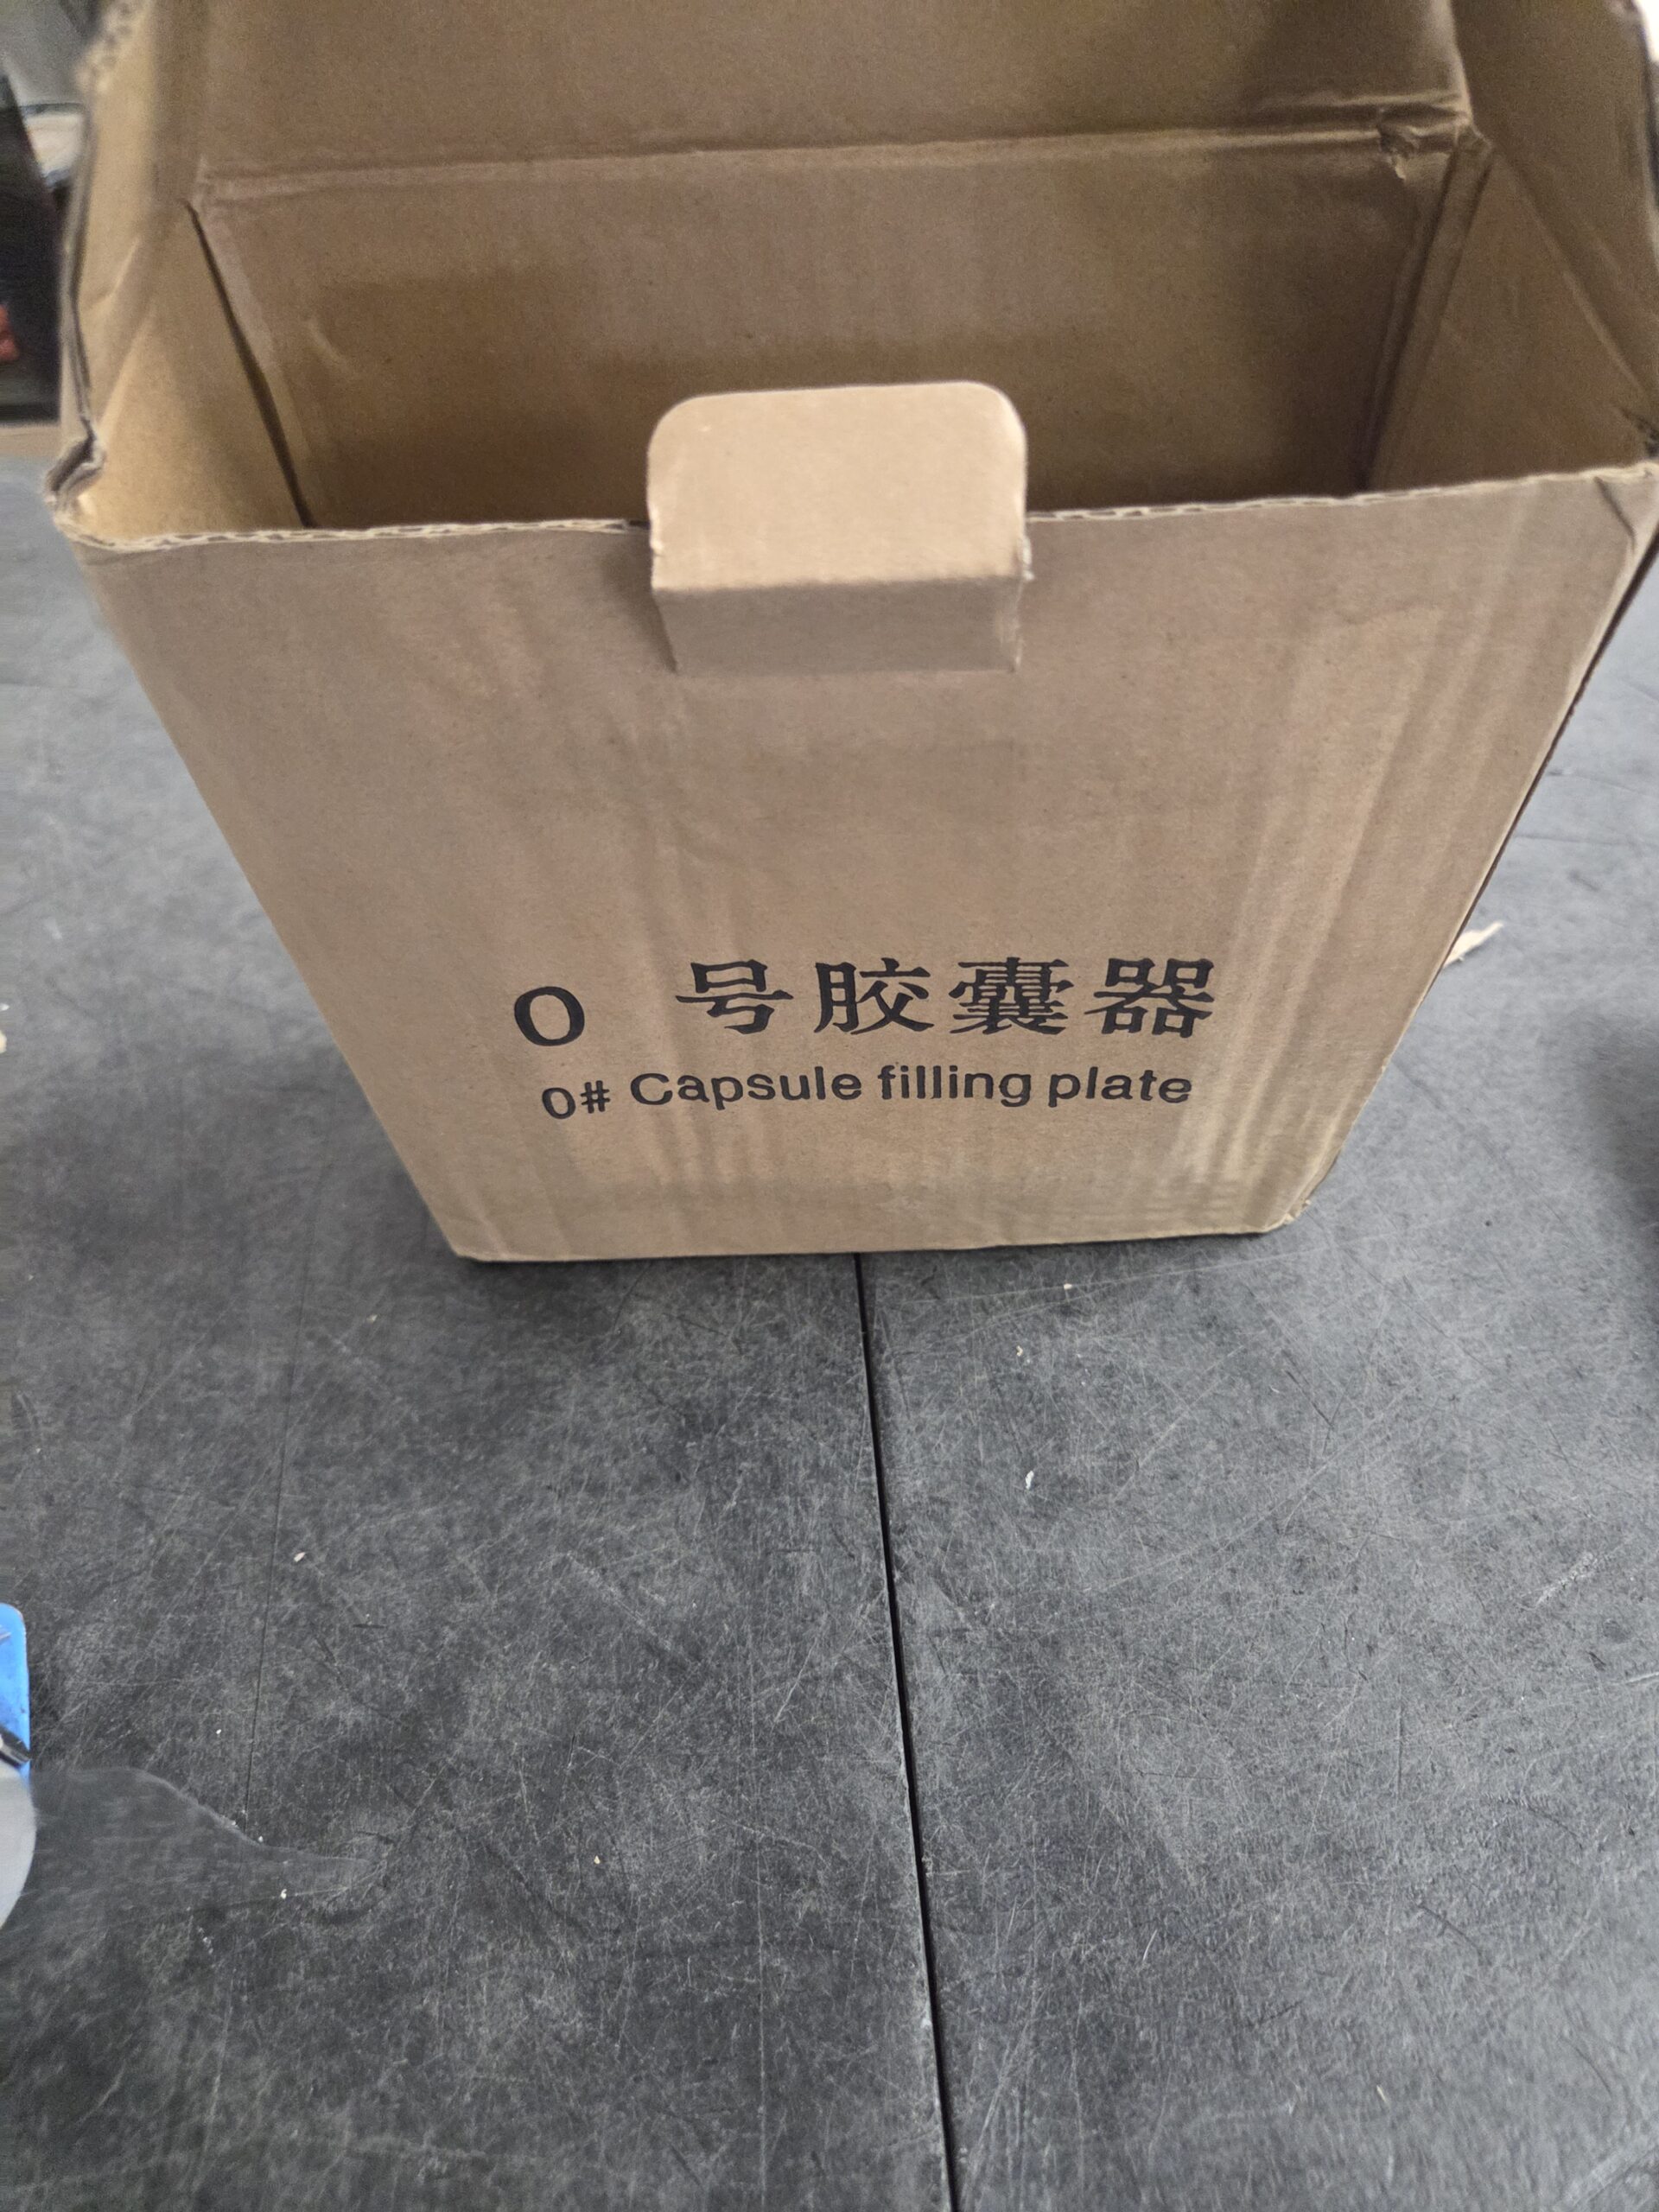 0 号胶囊器
0# Capsule filling plate